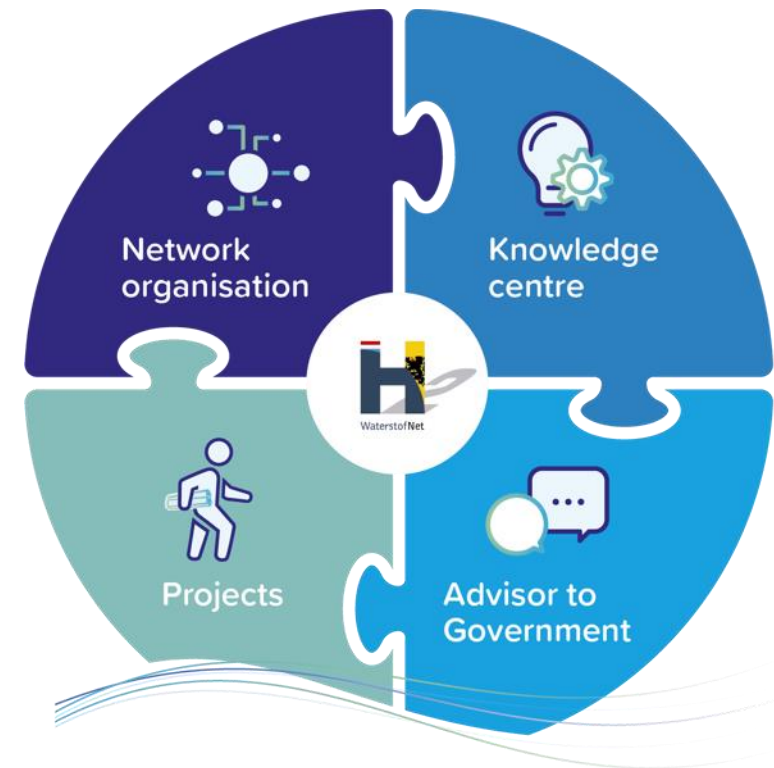 Network
organisation
Knowledge
centre
WaterstofNet
Projects
Advisor to
Government